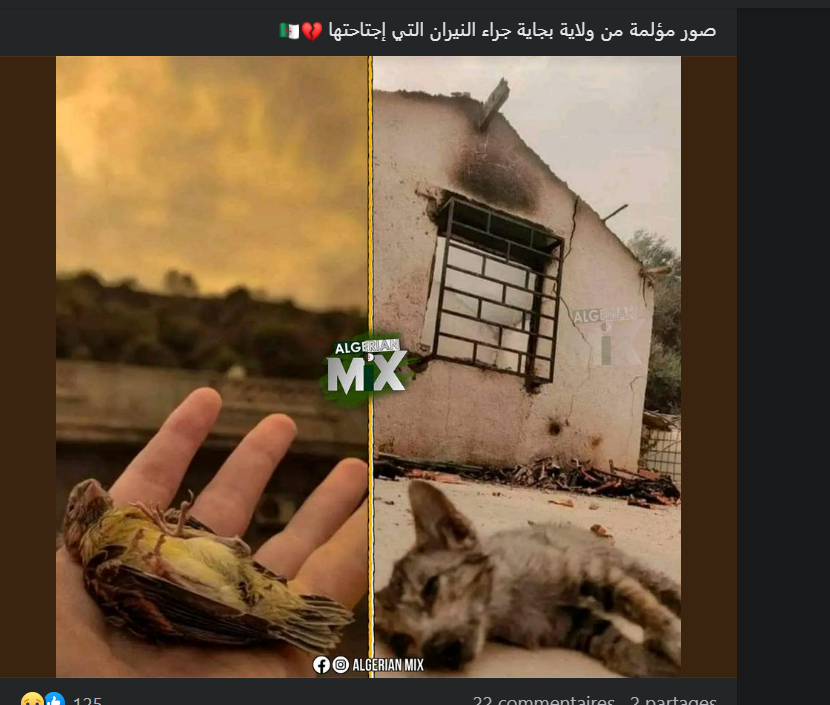 صور مؤلمة من ولاية بجاية جراء النيران التي إجتاحتها
ALGERIAN
MiX
ALGERIAN
iX
ALGERIAN MIX
125
22 commentaires 2 partages